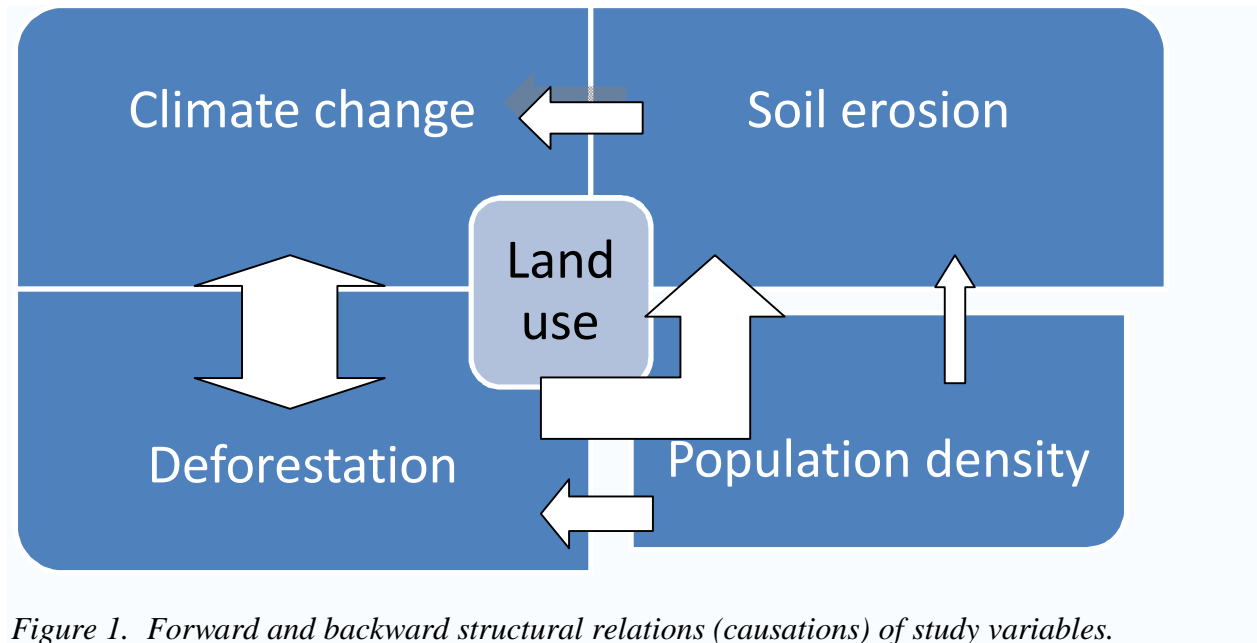 Climate change
Soil erosion
Land
use
Deforestation
Population density
Figure 1. Forward and backward structural relations (causations) of study variables.